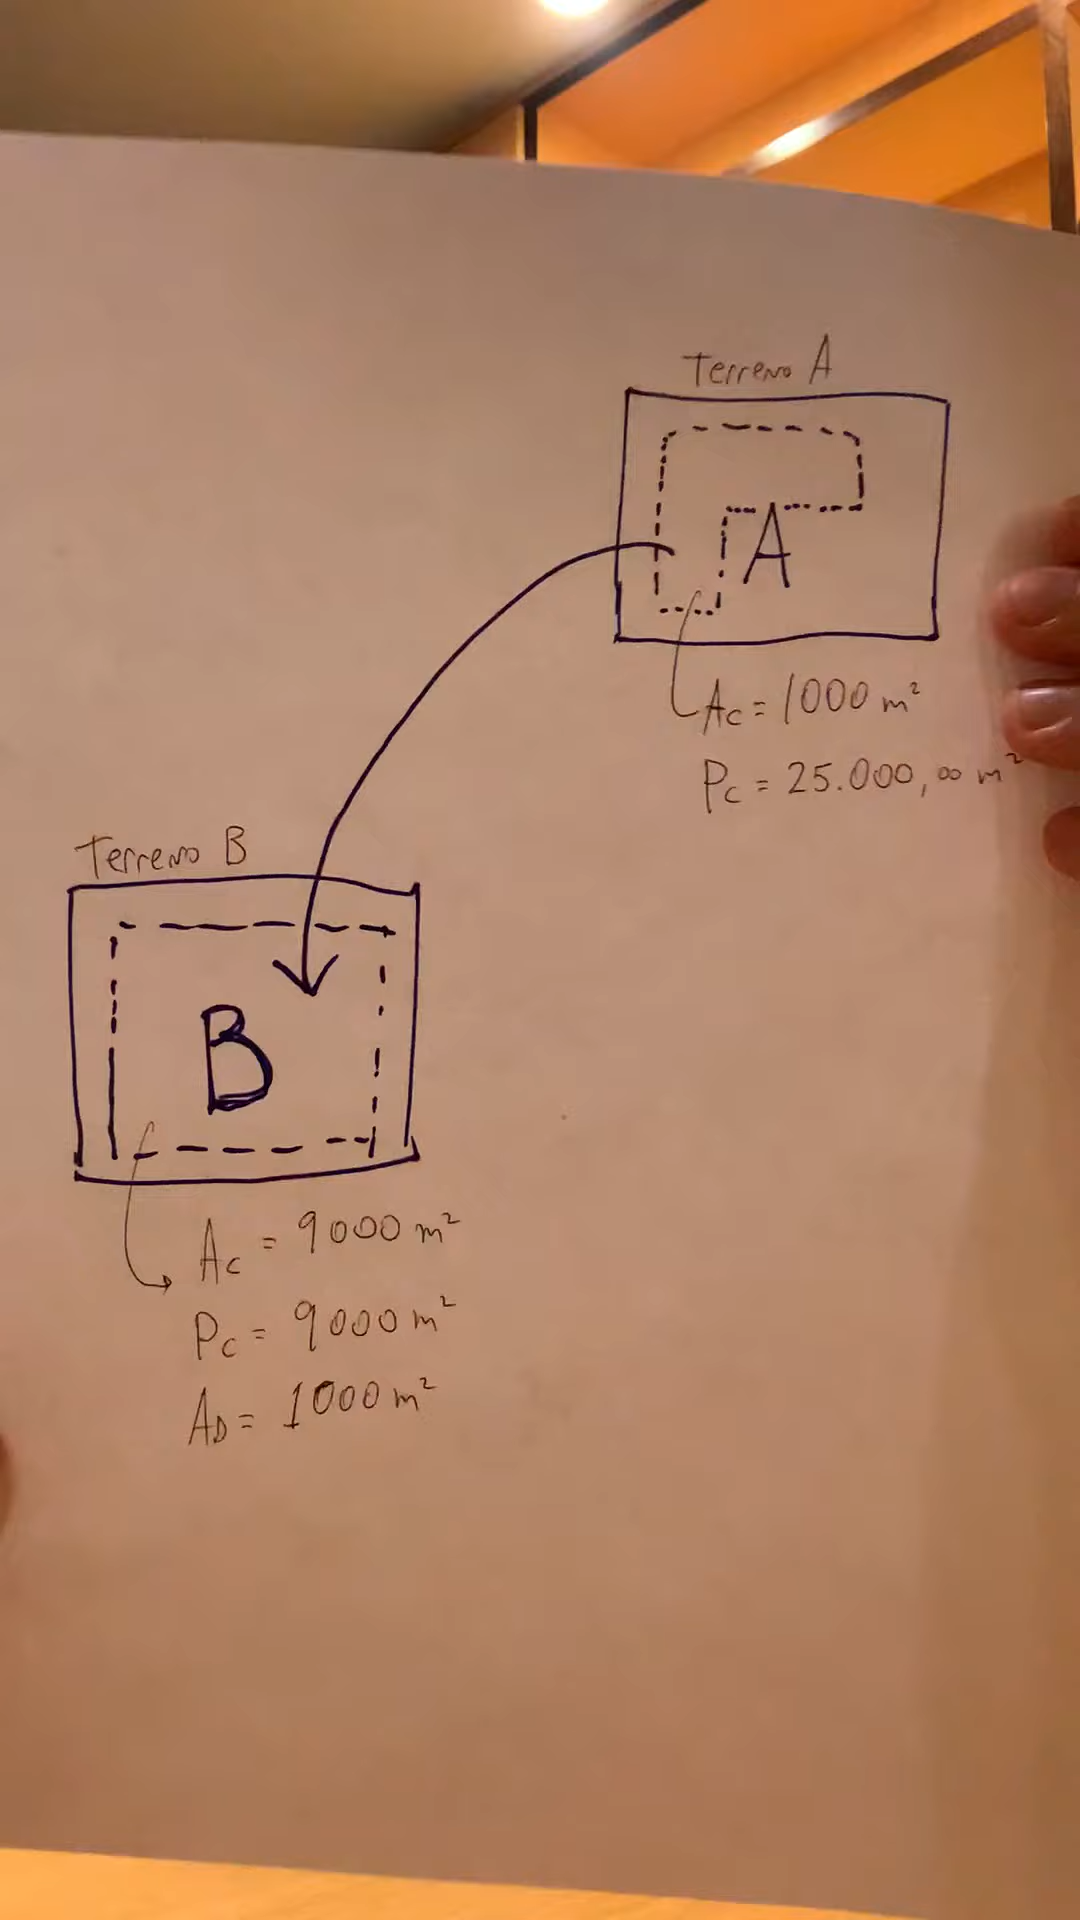 Terreno A
A
Ac = 1000 m²
Pc = 25.000,00 m²
Terreno B
B
Ac = 9000 m²
Pc = 9000 m²
AD = 1000 m²